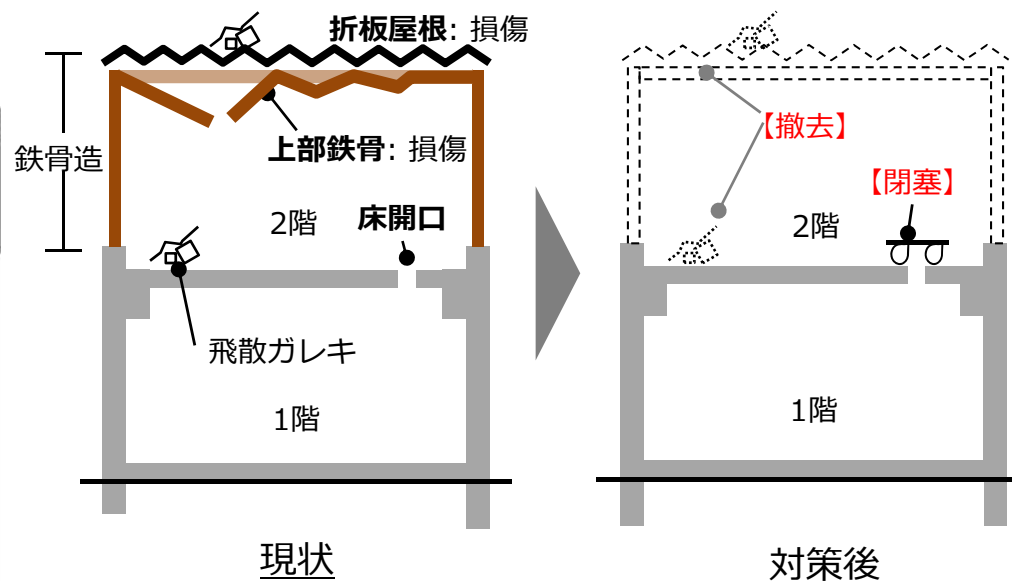 折板屋根: 損傷
鉄骨造
上部鉄骨: 損傷
2階
床開口
飛散ガレキ
1階
現状
【撤去】
【閉塞】
2階
1階
対策後